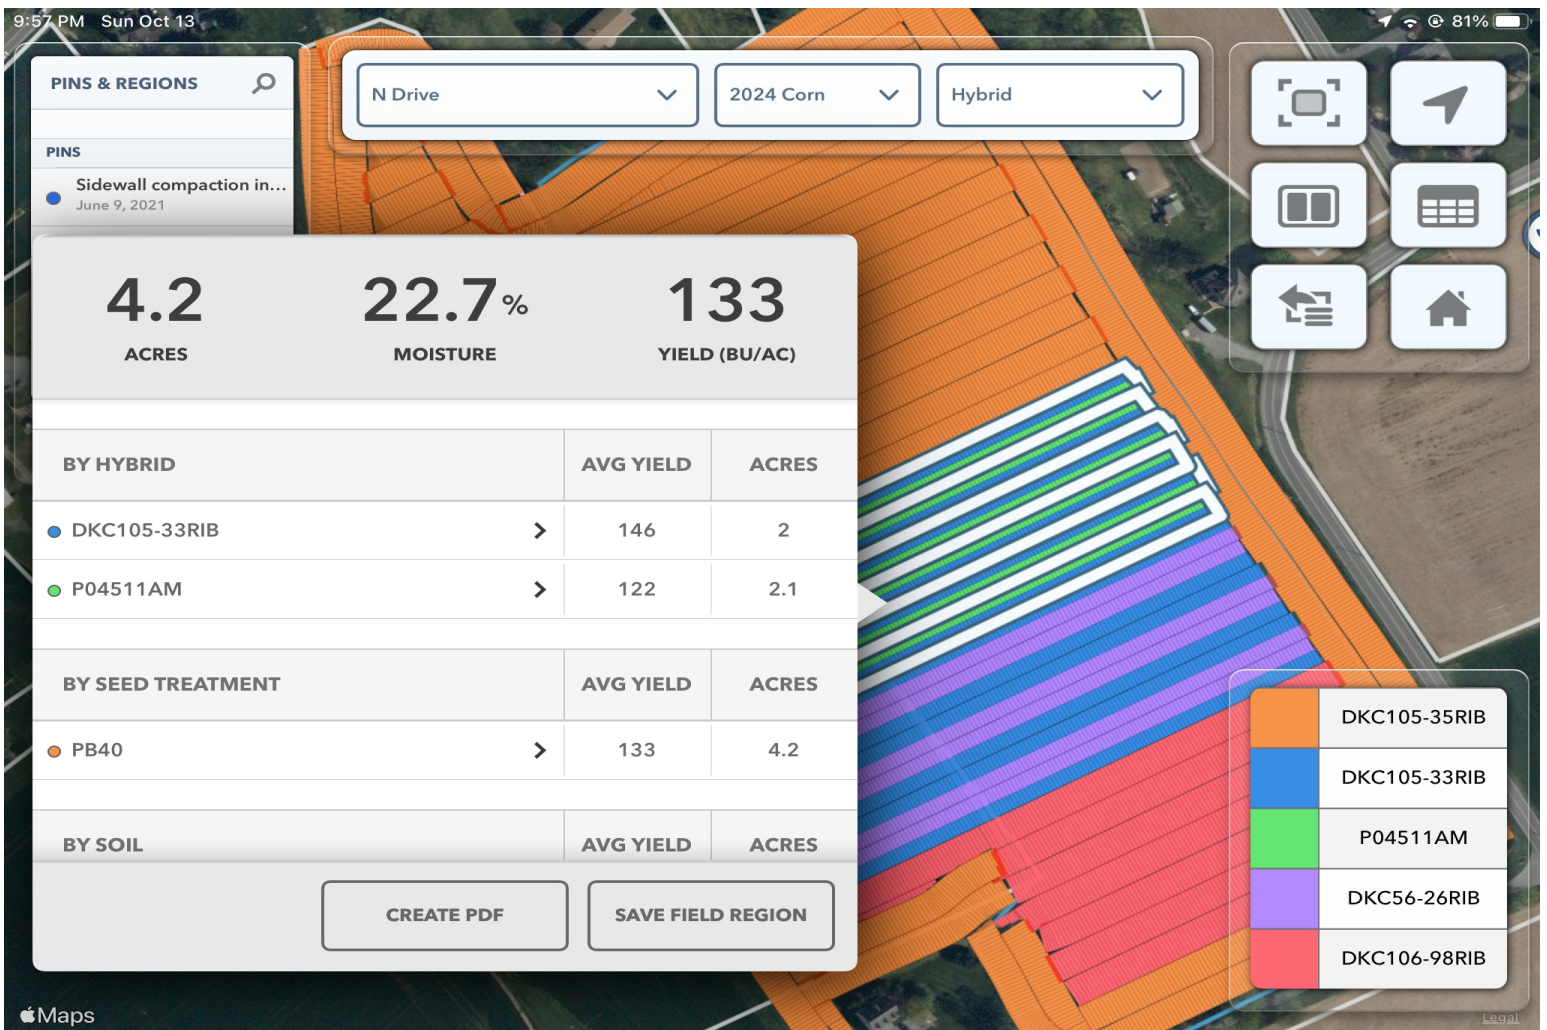 9:57 PM Sun Oct 13
81%
PINS & REGIONS
N Drive
2024 Corn
Hybrid
PINS
Sidewall compaction in...
June 9, 2021
4.2
22.7%
133
ACRES
MOISTURE
YIELD (BU/AC)
BY HYBRID
AVG YIELD
ACRES
DKC105-33RIB
146
2
P04511AM
122
2.1
BY SEED TREATMENT
AVG YIELD
ACRES
PB40
133
4.2
BY SOIL
AVG YIELD
ACRES
CREATE PDF
SAVE FIELD REGION
DKC105-35RIB
DKC105-33RIB
P04511AM
DKC56-26RIB
DKC106-98RIB
Maps
Legal